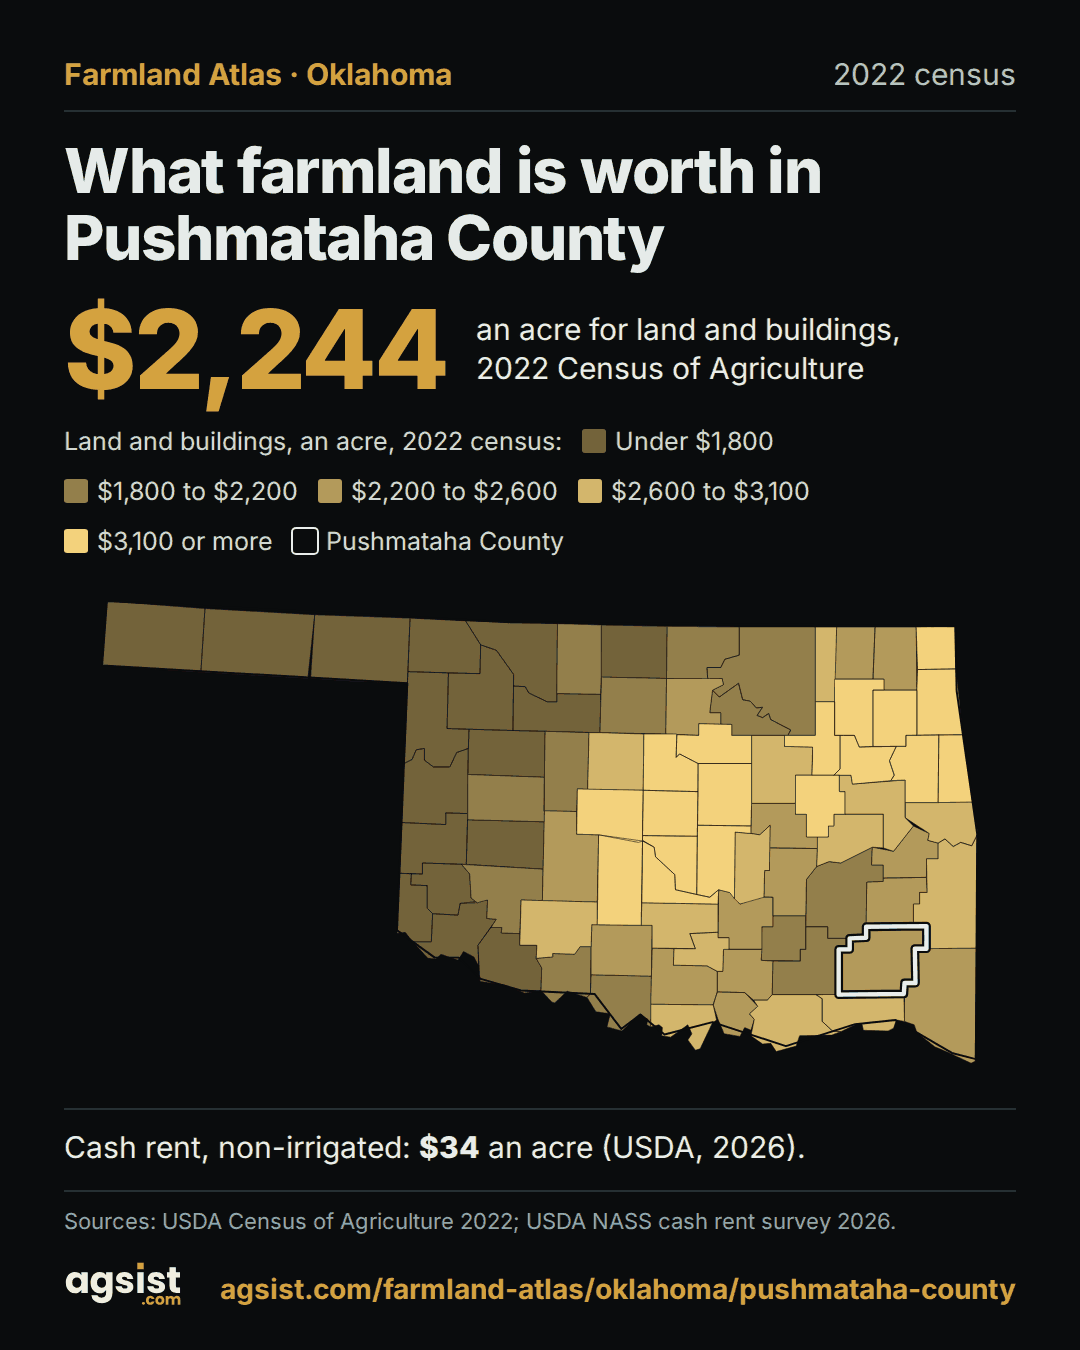 Farmland Atlas · Oklahoma
2022 census
What farmland is worth in
Pushmataha County
$2,244
an acre for land and buildings,
2022 Census of Agriculture
Land and buildings, an acre, 2022 census: Under $1,800
$1,800 to $2,200 $2,200 to $2,600 $2,600 to $3,100
$3,100 or more Pushmataha County
Cash rent, non-irrigated: $34 an acre (USDA, 2026).
Sources: USDA Census of Agriculture 2022; USDA NASS cash rent survey 2026.
agsist
.com
agsist.com/farmland-atlas/oklahoma/pushmataha-county